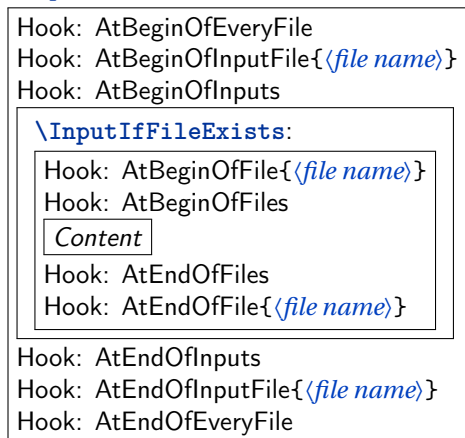 Hook: AtBeginOfEveryFile
Hook: AtBeginOfInputFile{⟨file name⟩}
Hook: AtBeginOfInputs
\InputIfFileExists:
Hook: AtBeginOfFile{⟨file name⟩}
Hook: AtBeginOfFiles
Content
Hook: AtEndOfFiles
Hook: AtEndOfFile{⟨file name⟩}
Hook: AtEndOfInputs
Hook: AtEndOfInputFile{⟨file name⟩}
Hook: AtEndOfEveryFile